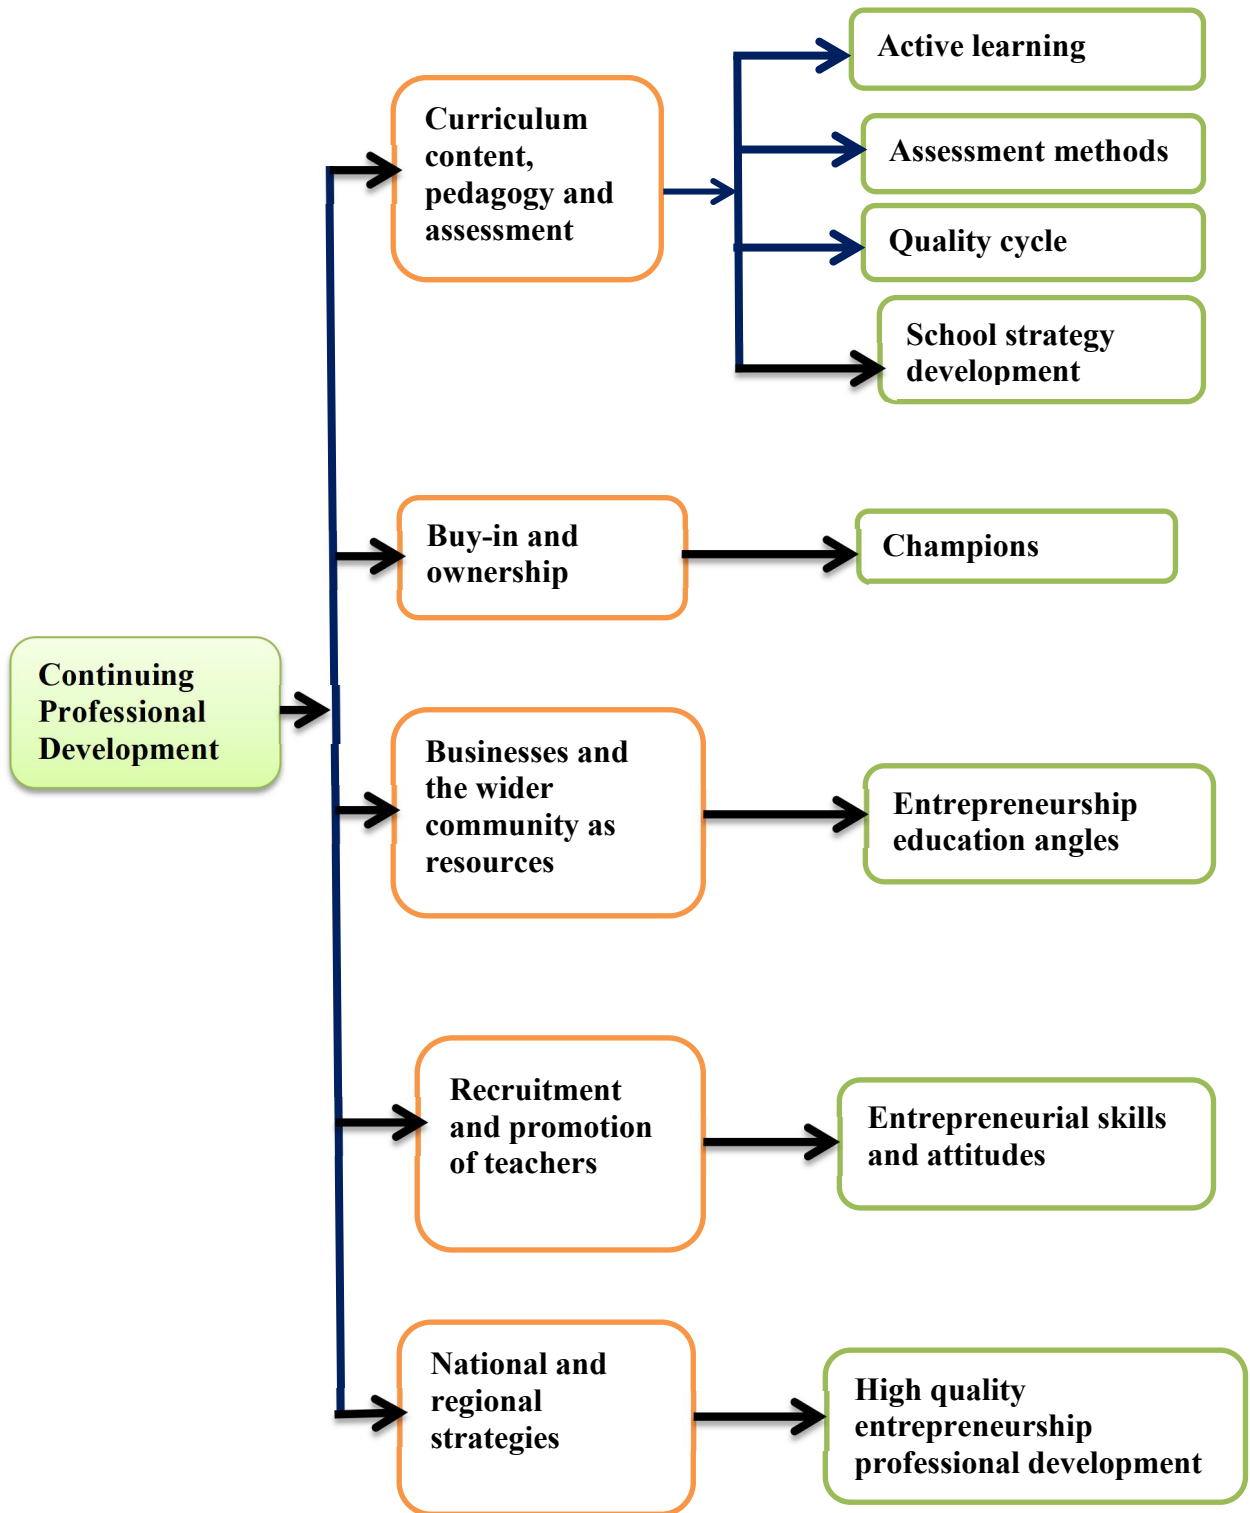 Active learning
Curriculum
content,
pedagogy and
assessment
Assessment methods
Quality cycle
School strategy
development
Buy-in and
ownership
Champions
Continuing
Professional
Development
Businesses and
the wider
community as
resources
Entrepreneurship
education angles
Recruitment
and promotion
of teachers
Entrepreneurial skills
and attitudes
National and
regional
strategies
High quality
entrepreneurship
professional development